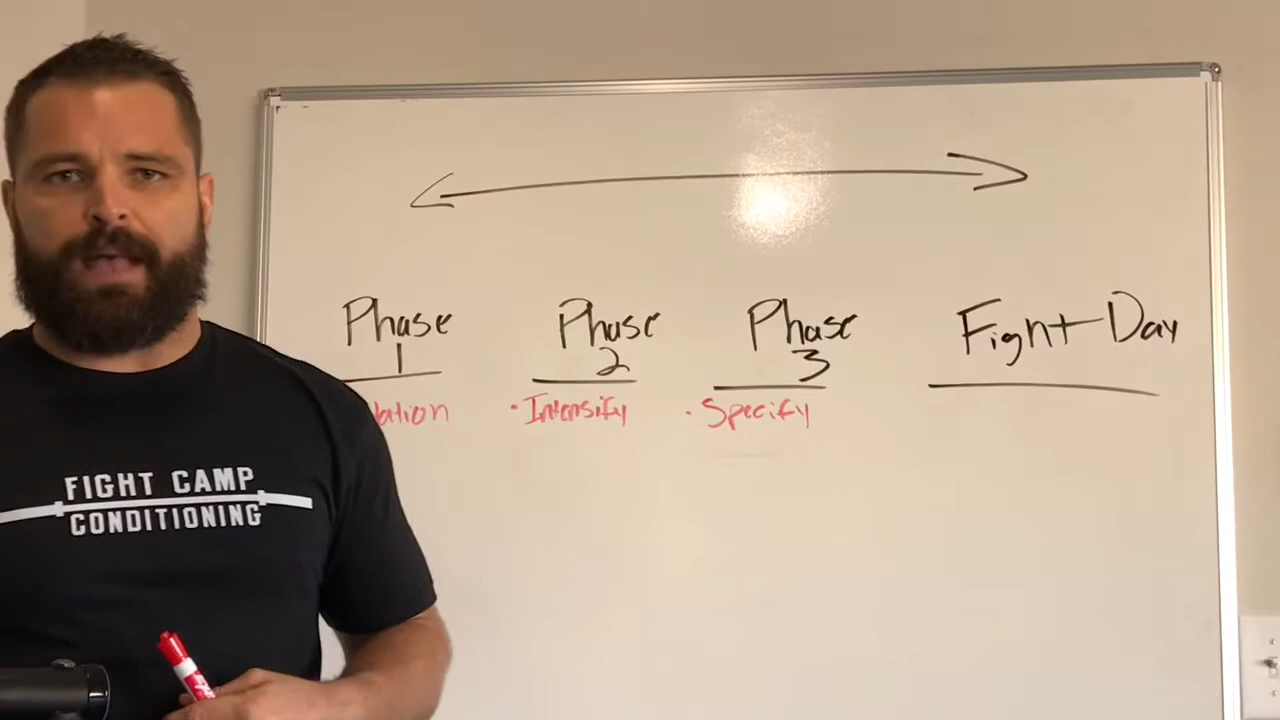 Phase 1
Phase 2
Phase 3
Fight Day
· Intensify
· Specify
FIGHT CAMP
CONDITIONING